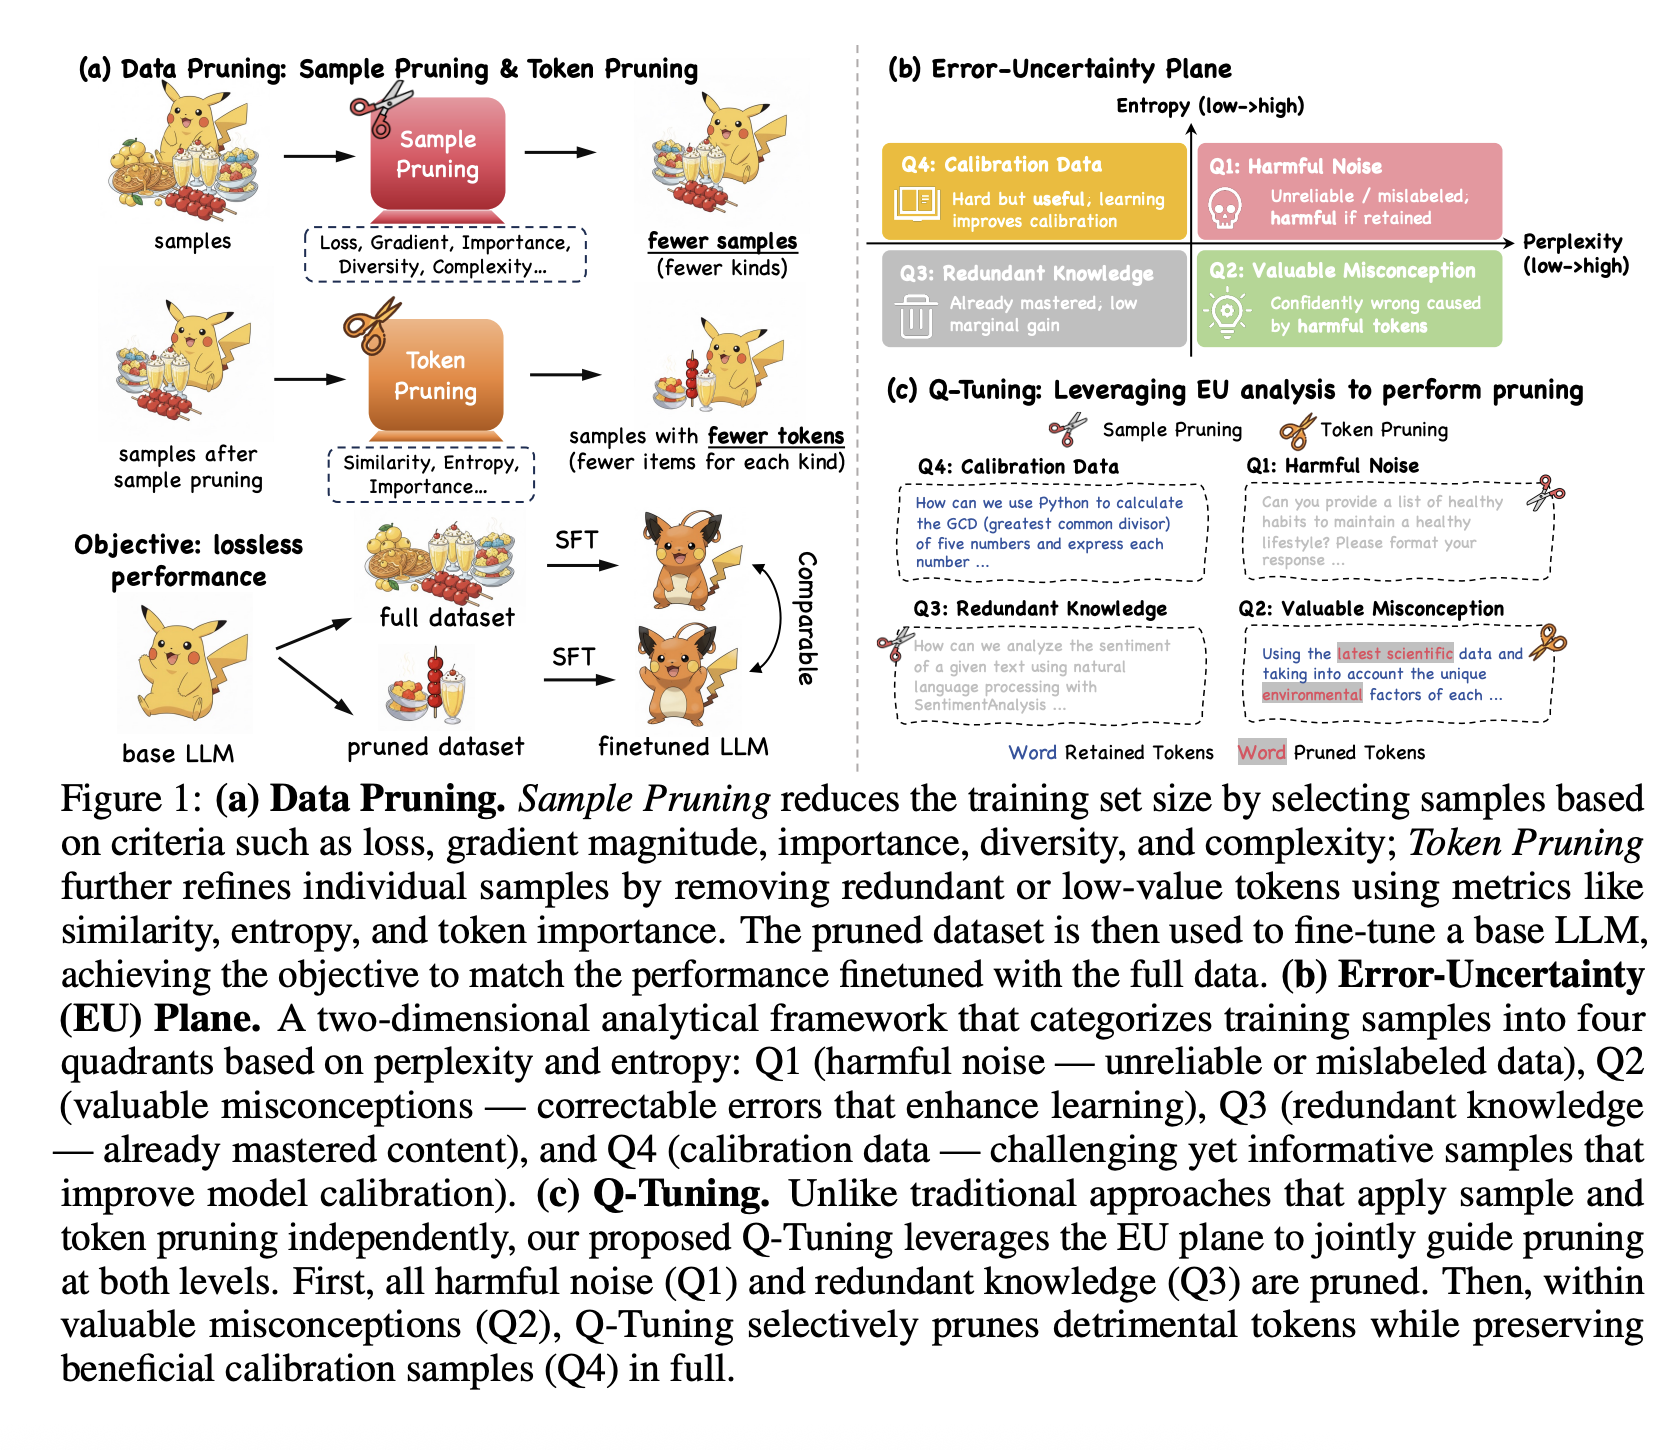 (a) Data Pruning: Sample Pruning & Token Pruning
Sample
Pruning
samples
Loss, Gradient, Importance,
Diversity, Complexity...
fewer samples
(fewer kinds)
Token
Pruning
samples after
sample pruning
Similarity, Entropy,
Importance...
samples with fewer tokens
(fewer items for each kind)
Objective: lossless
performance
base LLM
full dataset
pruned dataset
SFT
SFT
finetuned LLM
Comparable
(b) Error-Uncertainty Plane
Entropy (low->high)
Q4: Calibration Data
Hard but useful; learning
improves calibration
Q1: Harmful Noise
Unreliable / mislabeled;
harmful if retained
Perplexity
(low->high)
Q3: Redundant Knowledge
Already mastered; low
marginal gain
Q2: Valuable Misconception
Confidently wrong caused
by harmful tokens
(c) Q-Tuning: Leveraging EU analysis to perform pruning
Sample Pruning
Token Pruning
Q4: Calibration Data
How can we use Python to calculate
the GCD (greatest common divisor)
of five numbers and express each
number ...
Q1: Harmful Noise
Can you provide a list of healthy
habits to maintain a healthy
lifestyle? Please format your
response ...
Q3: Redundant Knowledge
How can we analyze the sentiment
of a given text using natural
language processing with
SentimentAnalysis ...
Q2: Valuable Misconception
Using the latest scientific data and
taking into account the unique
environmental factors of each ...
Word Retained Tokens
Word Pruned Tokens
Figure 1: (a) Data Pruning. Sample Pruning reduces the training set size by selecting samples based
on criteria such as loss, gradient magnitude, importance, diversity, and complexity; Token Pruning
further refines individual samples by removing redundant or low-value tokens using metrics like
similarity, entropy, and token importance. The pruned dataset is then used to fine-tune a base LLM,
achieving the objective to match the performance finetuned with the full data. (b) Error-Uncertainty
(EU) Plane. A two-dimensional analytical framework that categorizes training samples into four
quadrants based on perplexity and entropy: Q1 (harmful noise — unreliable or mislabeled data), Q2
(valuable misconceptions — correctable errors that enhance learning), Q3 (redundant knowledge
— already mastered content), and Q4 (calibration data — challenging yet informative samples that
improve model calibration). (c) Q-Tuning. Unlike traditional approaches that apply sample and
token pruning independently, our proposed Q-Tuning leverages the EU plane to jointly guide pruning
at both levels. First, all harmful noise (Q1) and redundant knowledge (Q3) are pruned. Then, within
valuable misconceptions (Q2), Q-Tuning selectively prunes detrimental tokens while preserving
beneficial calibration samples (Q4) in full.